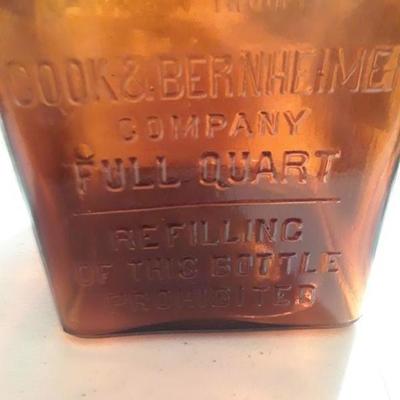 COOK & BERNHEIMER
COMPANY
FULL QUART
REFILLING
OF THIS BOTTLE
PROHIBITED